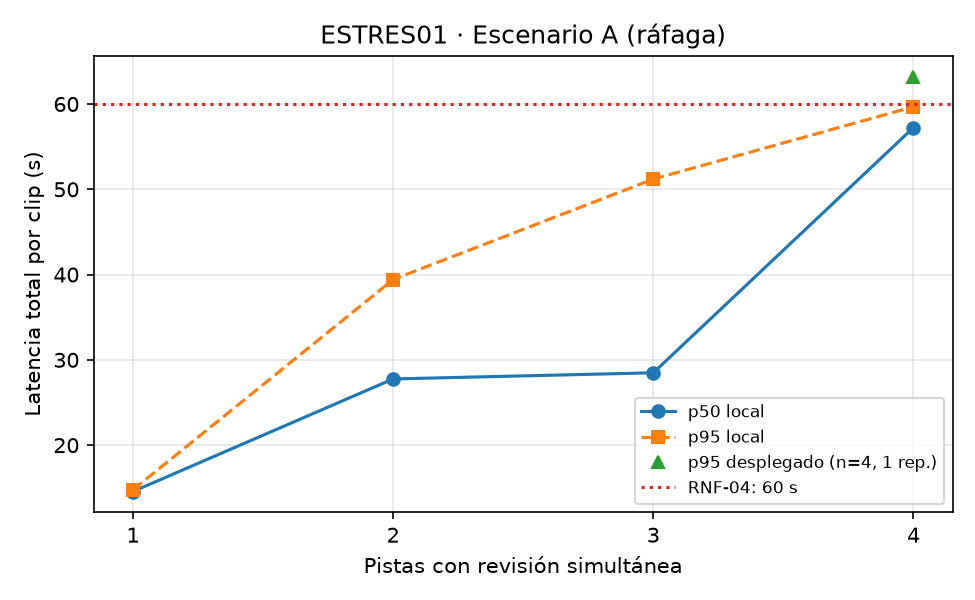 ESTRES01 · Escenario A (ráfaga)
Latencia total por clip (s)
60
50
40
30
20
p50 local
p95 local
p95 desplegado (n=4, 1 rep.)
RNF-04: 60 s
1 2 3 4
Pistas con revisión simultánea